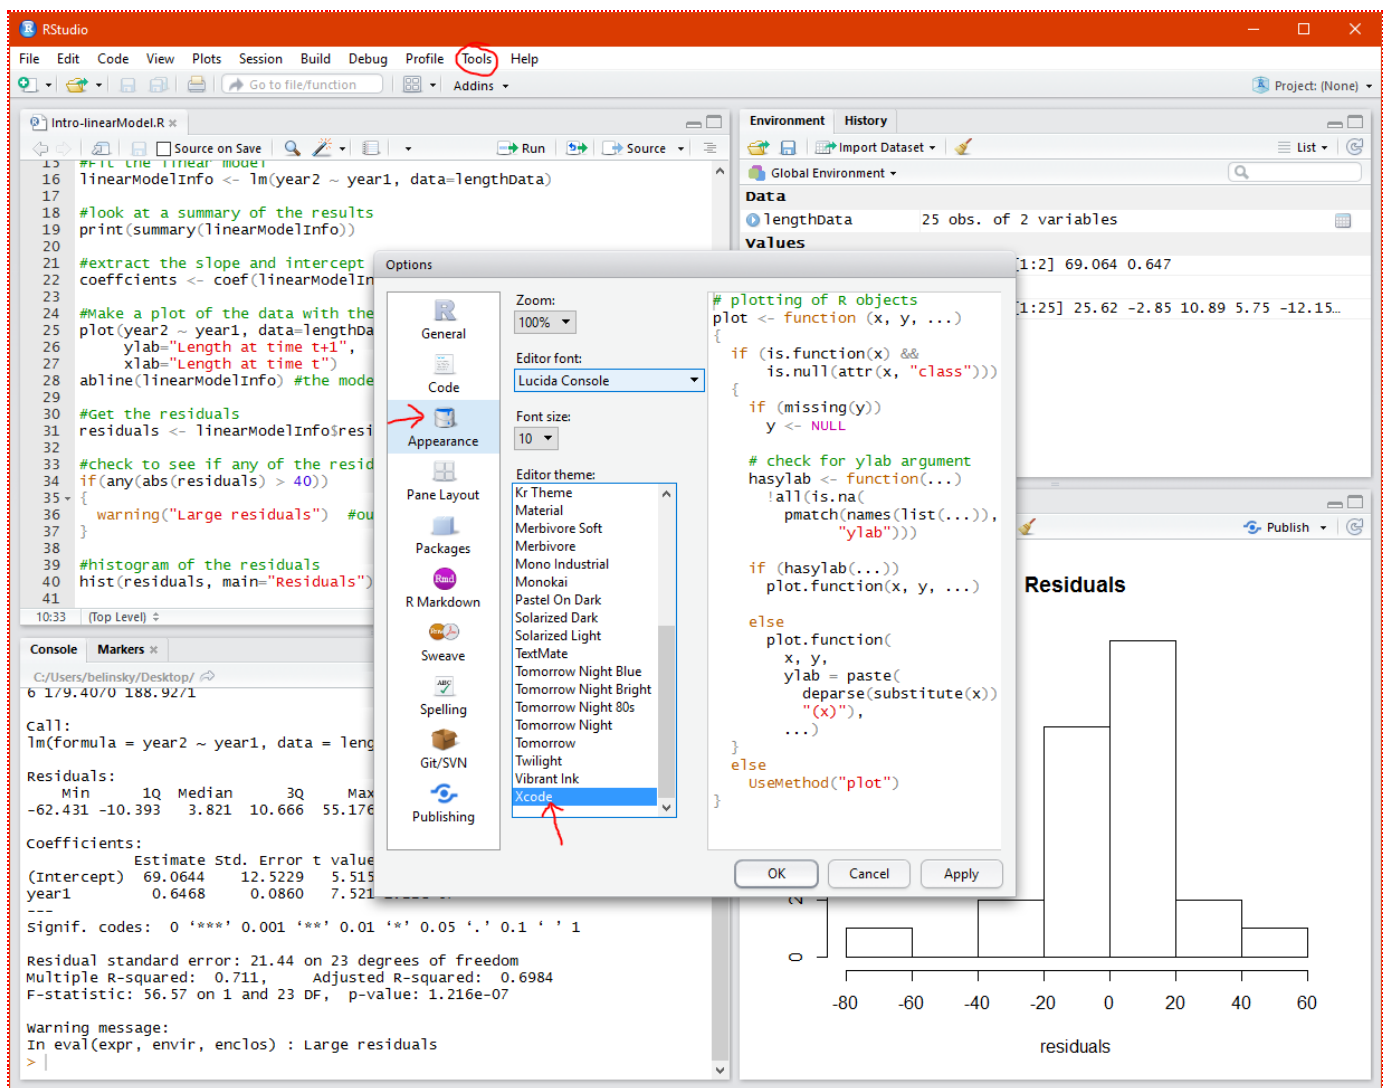 RStudio
File Edit Code View Plots Session Build Debug Profile Tools Help
Go to file/function Addins Project: (None)
Intro-linearModel.R
Source on Save Run Source
15 #Fit the linear model
16 linearModelInfo <- lm(year2 ~ year1, data=lengthData)
17
18 #look at a summary of the results
19 print(summary(linearModelInfo))
20
21 #extract the slope and intercept
22 coeffcients <- coef(linearModelIn
23
24 #Make a plot of the data with the
25 plot(year2 ~ year1, data=lengthDa
26 ylab="Length at time t+1",
27 xlab="Length at time t")
28 abline(linearModelInfo) #the mode
29
30 #Get the residuals
31 residuals <- linearModelInfo$resi
32
33 #check to see if any of the resid
34 if(any(abs(residuals) > 40))
35 {
36 warning("Large residuals") #ou
37 }
38
39 #histogram of the residuals
40 hist(residuals, main="Residuals")
41
10:33 (Top Level)
Console Markers
C:/Users/belinsky/Desktop/
6 179.4070 188.9271
Call:
lm(formula = year2 ~ year1, data = leng
Residuals:
Min 1Q Median 3Q Max
-62.431 -10.393 3.821 10.666 55.176
Coefficients:
Estimate Std. Error t value
(Intercept) 69.0644 12.5229 5.515
year1 0.6468 0.0860 7.521
---
Signif. codes: 0 ‘***’ 0.001 ‘**’ 0.01 ‘*’ 0.05 ‘.’ 0.1 ‘ ’ 1
Residual standard error: 21.44 on 23 degrees of freedom
Multiple R-squared: 0.711, Adjusted R-squared: 0.6984
F-statistic: 56.57 on 1 and 23 DF, p-value: 1.216e-07
Warning message:
In eval(expr, envir, enclos) : Large residuals
>
Environment History
Import Dataset List
Global Environment
Data
lengthData 25 obs. of 2 variables
Values
[1:2] 69.064 0.647
[1:25] 25.62 -2.85 10.89 5.75 -12.15…
Publish
Residuals
2
0
-80 -60 -40 -20 0 20 40 60
residuals
Options
General
Code
Appearance
Pane Layout
Packages
Rmd
R Markdown
Sweave
ABC
Spelling
Git/SVN
Publishing
Zoom:
100%
Editor font:
Lucida Console
Font size:
10
Editor theme:
Kr Theme
Material
Merbivore Soft
Merbivore
Mono Industrial
Monokai
Pastel On Dark
Solarized Dark
Solarized Light
TextMate
Tomorrow Night Blue
Tomorrow Night Bright
Tomorrow Night 80s
Tomorrow Night
Tomorrow
Twilight
Vibrant Ink
Xcode
# plotting of R objects
plot <- function (x, y, ...)
{
if (is.function(x) &&
is.null(attr(x, "class")))
{
if (missing(y))
y <- NULL
# check for ylab argument
hasylab <- function(...)
!all(is.na(
pmatch(names(list(...)),
"ylab")))
if (hasylab(...))
plot.function(x, y, ...)
else
plot.function(
x, y,
ylab = paste(
deparse(substitute(x))
"(x)"),
...)
}
else
UseMethod("plot")
}
OK Cancel Apply